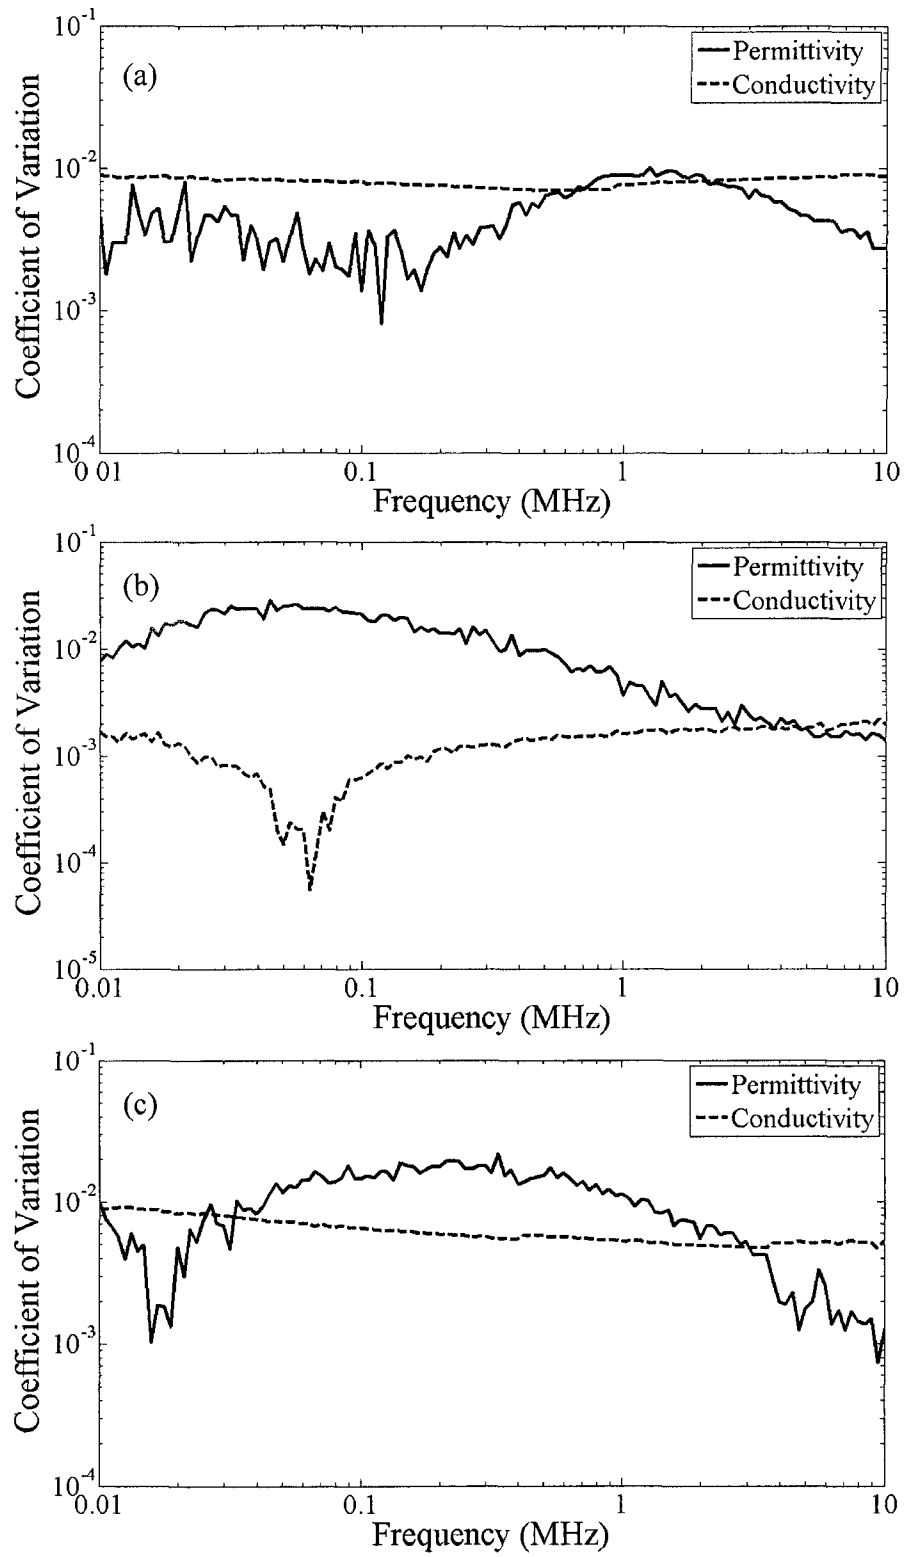 10-1
(a)
Permittivity
Conductivity
Coefficient of Variation
10-2
10-3
10-4
0 01
0.1
1
10
Frequency (MHz)
10-1
(b)
Permittivity
Conductivity
Coefficient of Variation
10-2
10-3
10-4
10-5
0.01
0.1
1
10
Frequency (MHz)
10-1
(c)
Permittivity
Conductivity
Coefficient of Variation
10-2
10-3
10-4
0.01
0.1
1
10
Frequency (MHz)